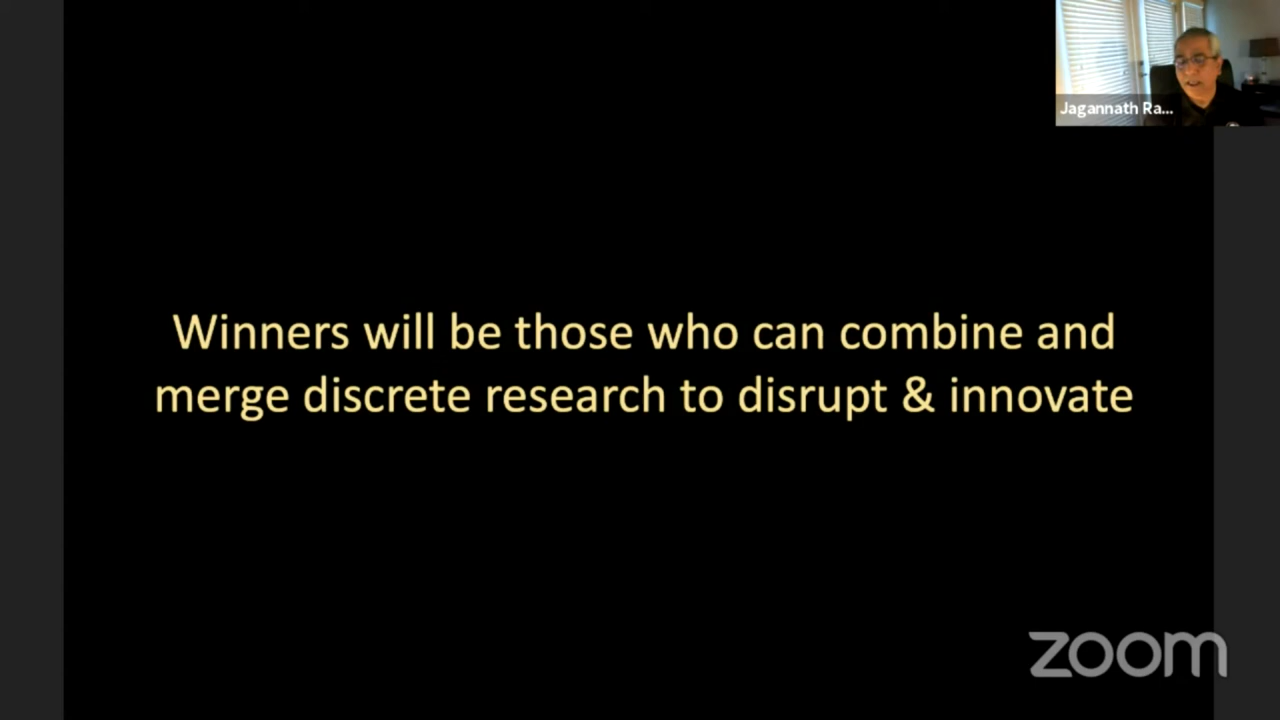 Jagannath Ra...
Winners will be those who can combine and
merge discrete research to disrupt & innovate
zoom